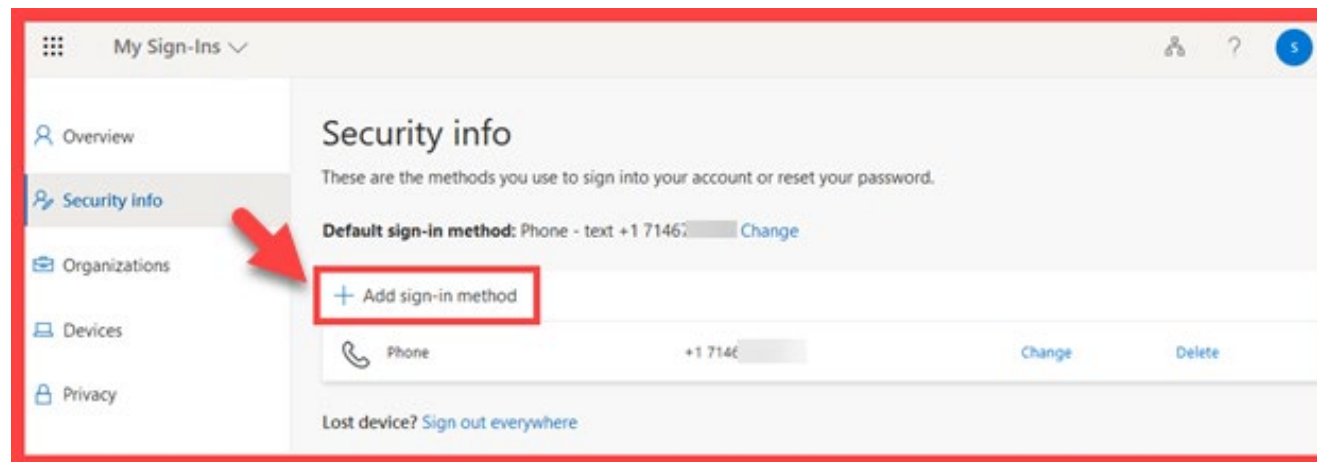 My Sign-Ins
?
S
Overview
Security info
Organizations
Devices
Privacy
Security info
These are the methods you use to sign into your account or reset your password.
Default sign-in method: Phone - text +1 7146 Change
+ Add sign-in method
Phone +1 714 Change Delete
Lost device? Sign out everywhere